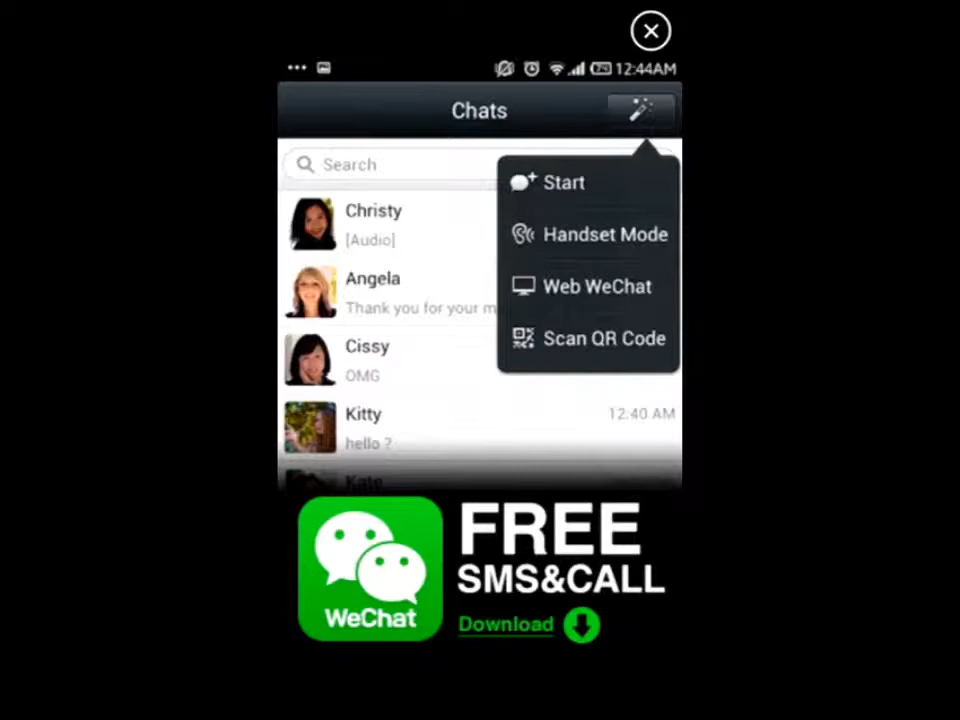 12:44AM
Chats
Search
Start
Christy
[Audio]
Handset Mode
Angela
Thank you for your m
Web WeChat
Cissy
OMG
Scan QR Code
Kitty
12:40 AM
hello ?
Kate
WeChat
FREE
SMS&CALL
Download